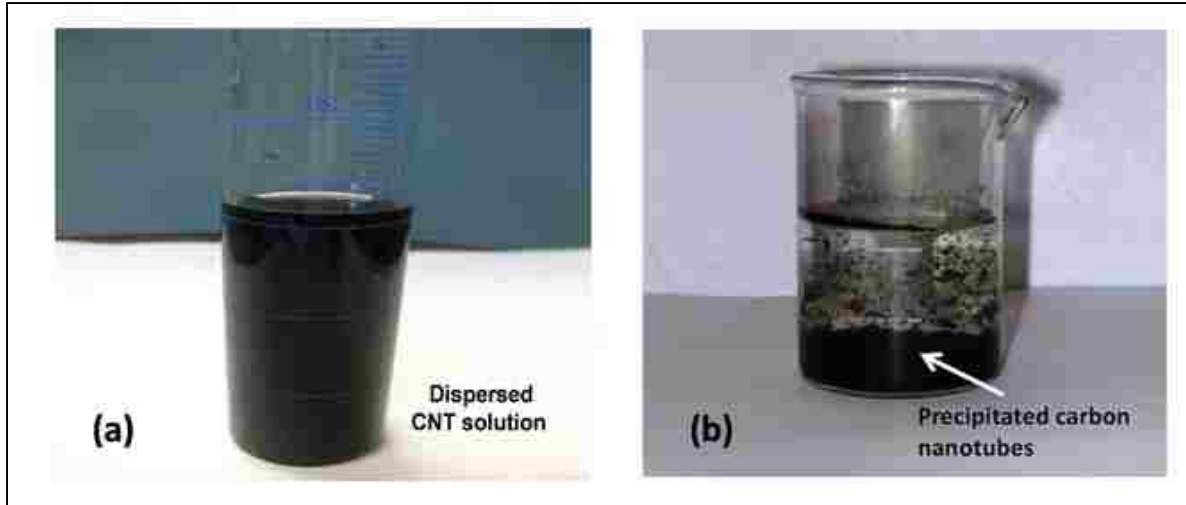 Dispersed
CNT solution
(a)
Precipitated carbon
nanotubes
(b)